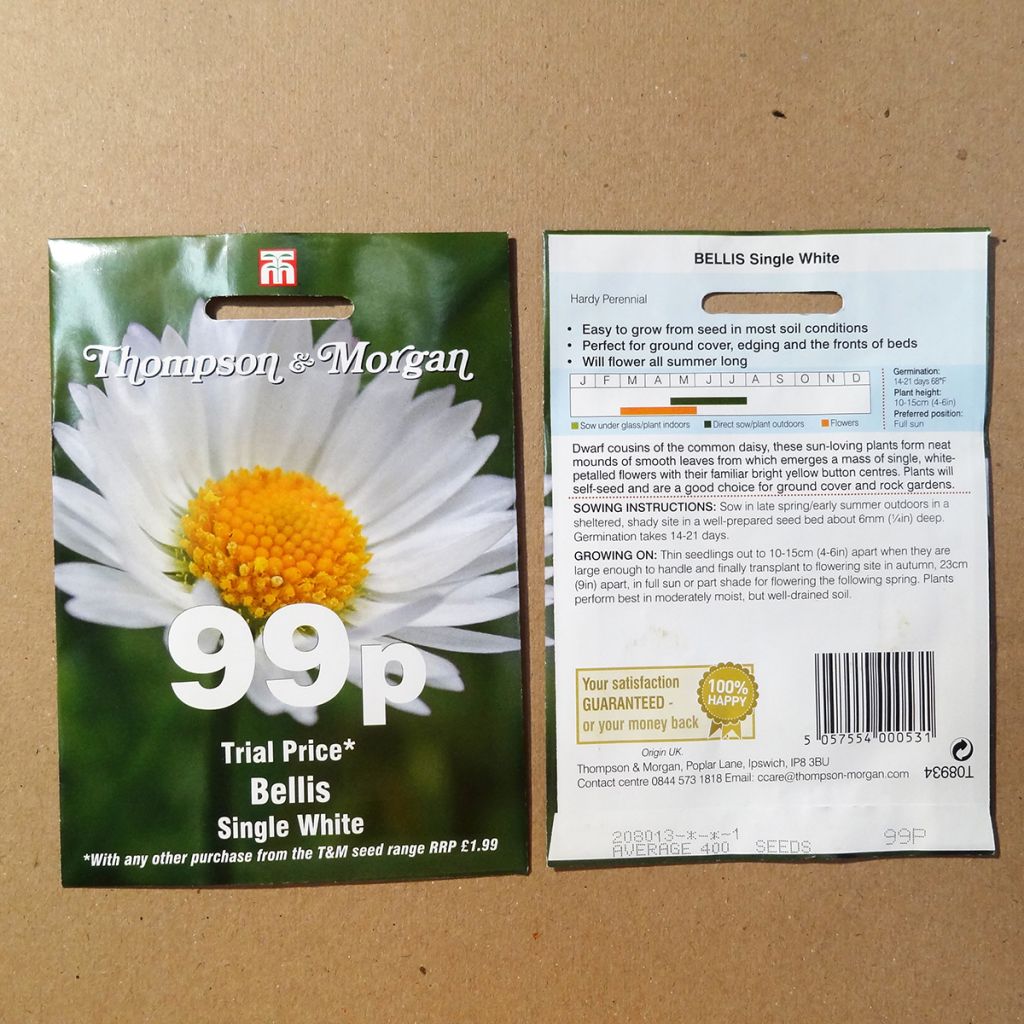 Thompson & Morgan
99p
Trial Price*
Bellis
Single White
*With any other purchase from the T&M seed range RRP £1.99
BELLIS Single White
Hardy Perennial
• Easy to grow from seed in most soil conditions
• Perfect for ground cover, edging and the fronts of beds
• Will flower all summer long
J F M A M J J A S O N D
Sow under glass/plant indoors Direct sow/plant outdoors Flowers
Germination:
14-21 days 68°F
Plant height:
10-15cm (4-6in)
Preferred position:
Full sun
Dwarf cousins of the common daisy, these sun-loving plants form neat
mounds of smooth leaves from which emerges a mass of single, white-
petalled flowers with their familiar bright yellow button centres. Plants will
self-seed and are a good choice for ground cover and rock gardens.
SOWING INSTRUCTIONS: Sow in late spring/early summer outdoors in a
sheltered, shady site in a well-prepared seed bed about 6mm (¼in) deep.
Germination takes 14-21 days.
GROWING ON: Thin seedlings out to 10-15cm (4-6in) apart when they are
large enough to handle and finally transplant to flowering site in autumn, 23cm
(9in) apart, in full sun or part shade for flowering the following spring. Plants
perform best in moderately moist, but well-drained soil.
Your satisfaction
GUARANTEED -
or your money back
100%
HAPPY
5 057554 000531
Origin UK.
Thompson & Morgan, Poplar Lane, Ipswich, IP8 3BU
Contact centre 0844 573 1818 Email: ccare@thompson-morgan.com
T08934
208013-*-*-1 99P
AVERAGE 400 SEEDS